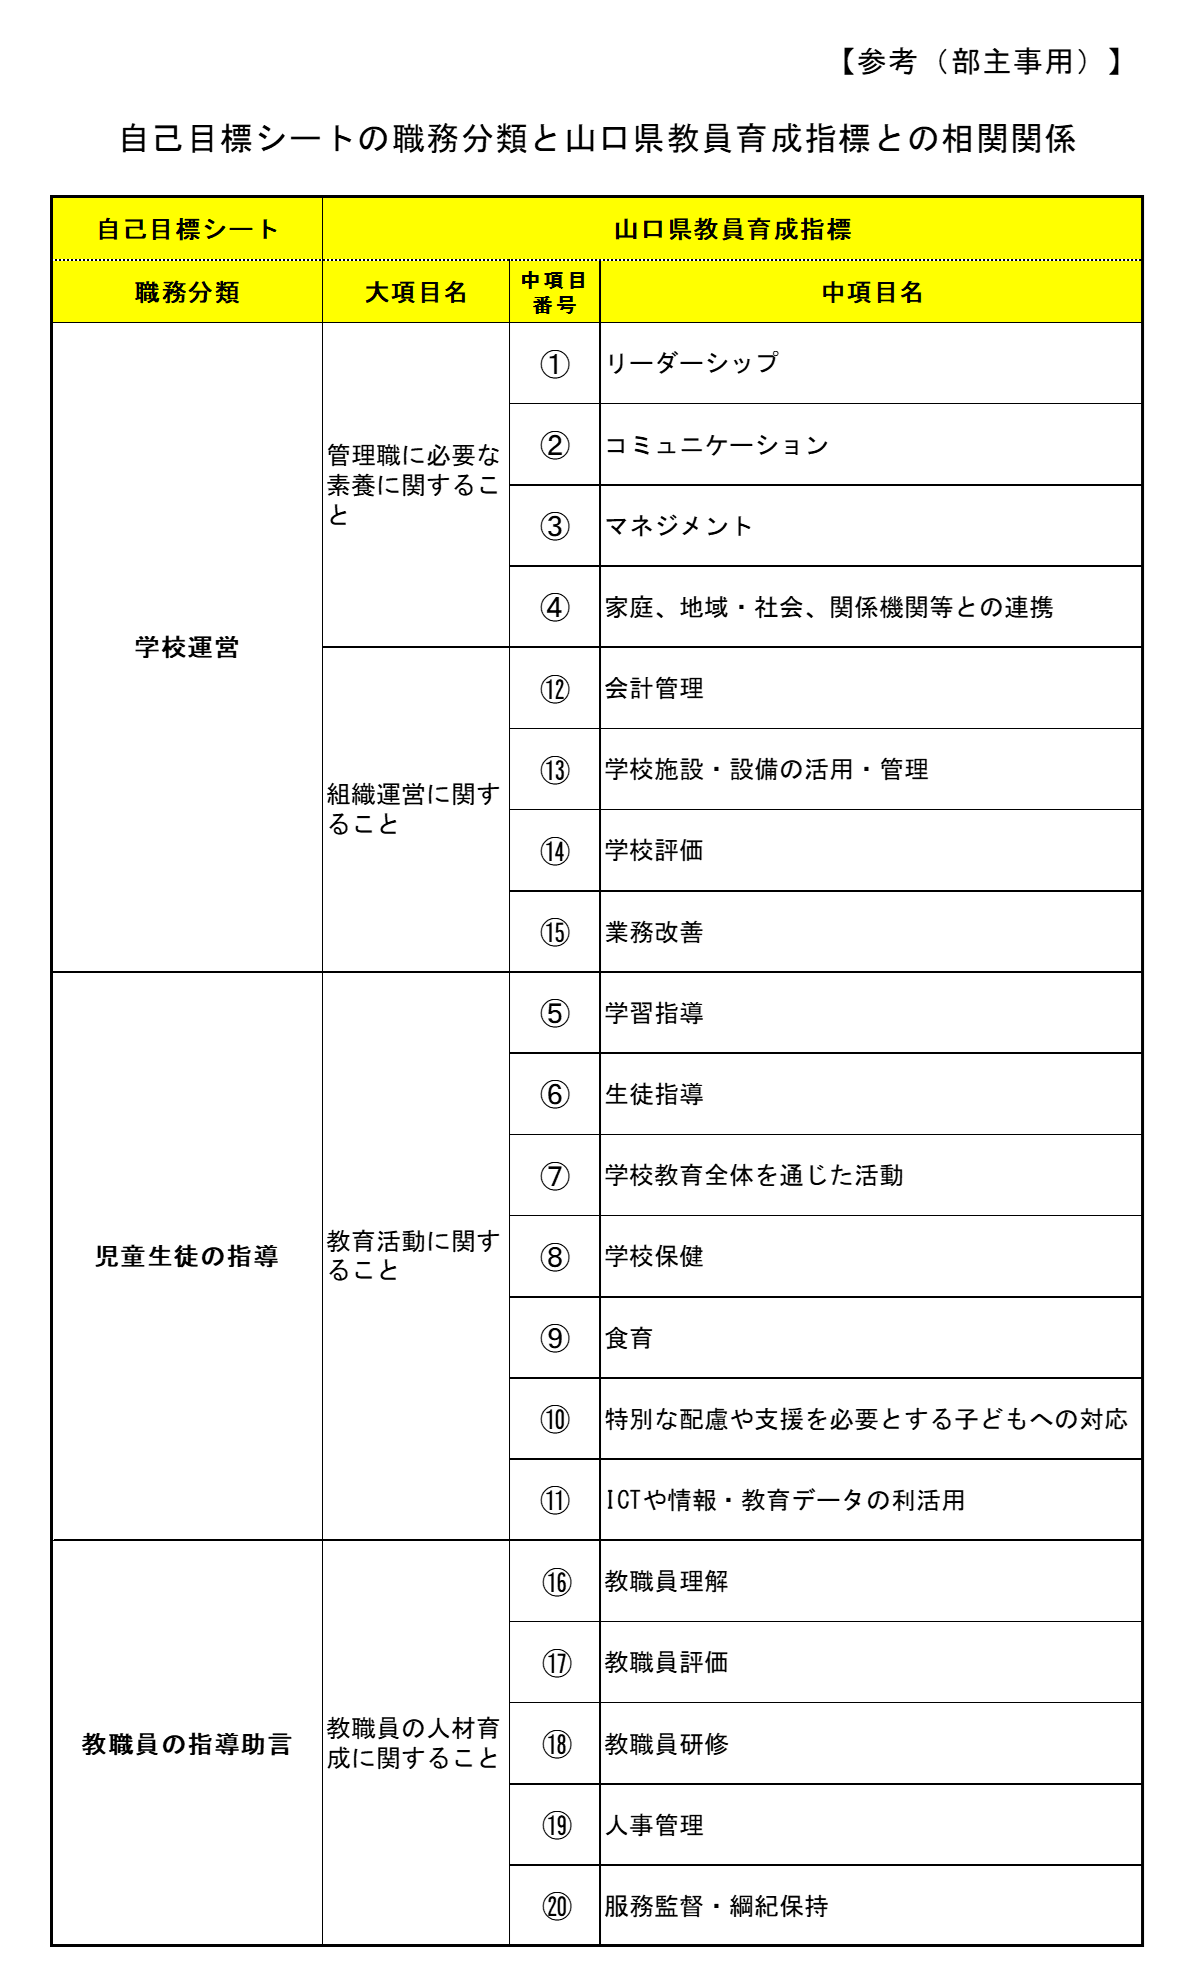 【参考（部主事用）】
自己目標シートの職務分類と山口県教員育成指標との相関関係
自己目標シート
山口県教員育成指標
職務分類
大項目名
中項目
番号
中項目名
学校運営
管理職に必要な
素養に関するこ
と
① リーダーシップ
② コミュニケーション
③ マネジメント
④ 家庭、地域・社会、関係機関等との連携
組織運営に関す
ること
⑫ 会計管理
⑬ 学校施設・設備の活用・管理
⑭ 学校評価
⑮ 業務改善
児童生徒の指導
教育活動に関す
ること
⑤ 学習指導
⑥ 生徒指導
⑦ 学校教育全体を通じた活動
⑧ 学校保健
⑨ 食育
⑩ 特別な配慮や支援を必要とする子どもへの対応
⑪ ICTや情報・教育データの利活用
教職員の指導助言
教職員の人材育
成に関すること
⑯ 教職員理解
⑰ 教職員評価
⑱ 教職員研修
⑲ 人事管理
⑳ 服務監督・綱紀保持